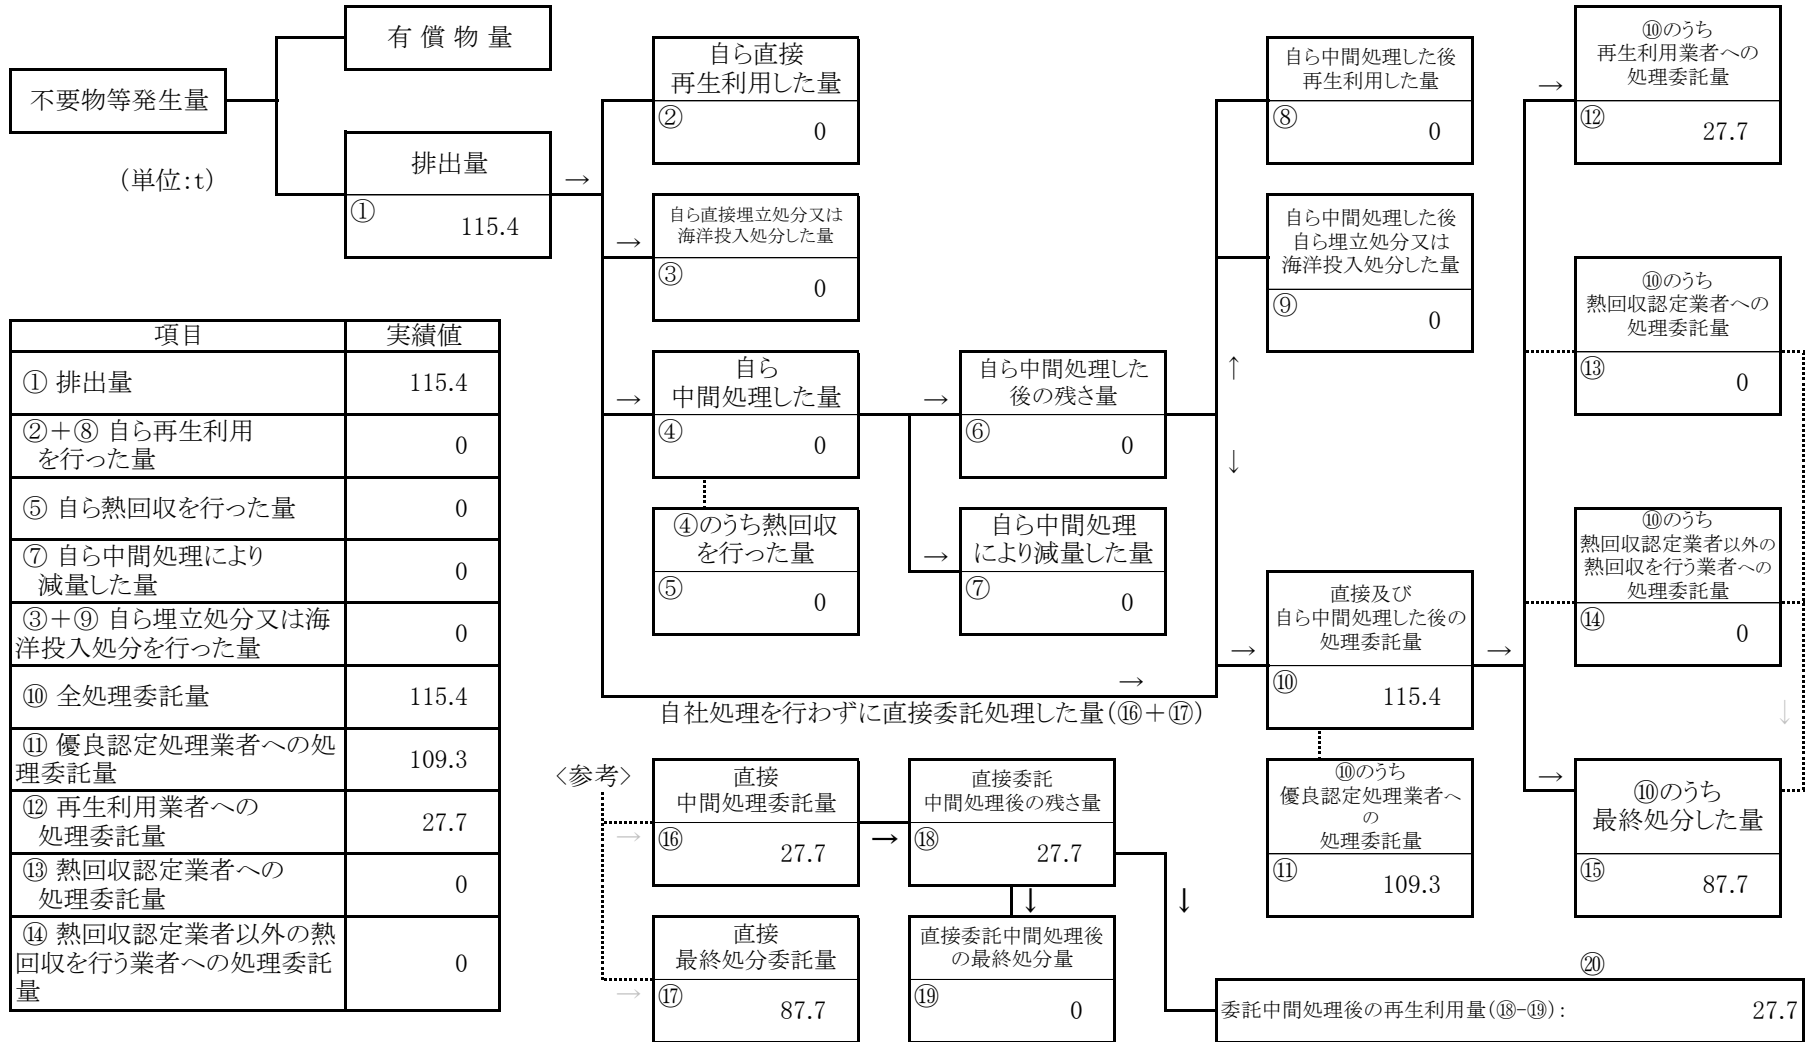 有 償 物 量
不要物等発生量
(単位:t)
排出量
①
115.4
→
自ら直接
再生利用した量
②
0
→
自ら直接埋立処分又は
海洋投入処分した量
③
0
→
自ら
中間処理した量
④
0
④のうち熱回収
を行った量
⑤
0
→
自ら中間処理した
後の残さ量
⑥
0
→
自ら中間処理
により減量した量
⑦
0
自ら中間処理した後
再生利用した量
⑧
0
自ら中間処理した後
自ら埋立処分又は
海洋投入処分した量
⑨
0
↑
↓
→
直接及び
自ら中間処理した後の
処理委託量
⑩
115.4
→
自社処理を行わずに直接委託処理した量(⑯+⑰)
⑩のうち
優良認定処理業者へ
の
処理委託量
⑪
109.3
→
→
⑩のうち
再生利用業者への
処理委託量
⑫
27.7
⑩のうち
熱回収認定業者への
処理委託量
⑬
0
⑩のうち
熱回収認定業者以外の
熱回収を行う業者への
処理委託量
⑭
0
↓
→
⑩のうち
最終処分した量
⑮
87.7
項目 実績値
① 排出量 115.4
②+⑧ 自ら再生利用
を行った量 0
⑤ 自ら熱回収を行った量 0
⑦ 自ら中間処理により
減量した量 0
③+⑨ 自ら埋立処分又は海
洋投入処分を行った量 0
⑩ 全処理委託量 115.4
⑪ 優良認定処理業者への処
理委託量 109.3
⑫ 再生利用業者への
処理委託量 27.7
⑬ 熱回収認定業者への
処理委託量 0
⑭ 熱回収認定業者以外の熱
回収を行う業者への処理委託
量 0
〈参考〉
→
直接
中間処理委託量
⑯
27.7
→
直接委託
中間処理後の残さ量
⑱
27.7
→
直接
最終処分委託量
⑰
87.7
↓
直接委託中間処理後
の最終処分量
⑲
0
↓
⑳
委託中間処理後の再生利用量(⑱-⑲): 27.7